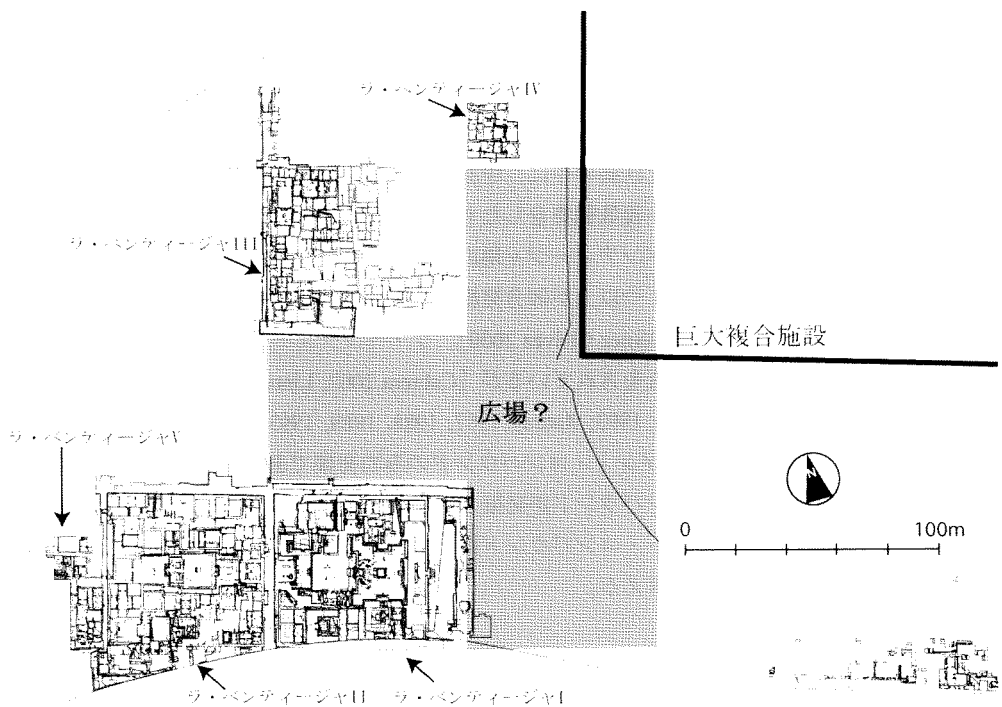 ラ・ベンティージャIV
ラ・ベンティージャIII
巨大複合施設
広場?
ラ・ベンティージャV
N
0 100m
ラ・ベンティージャII
ラ・ベンティージャI